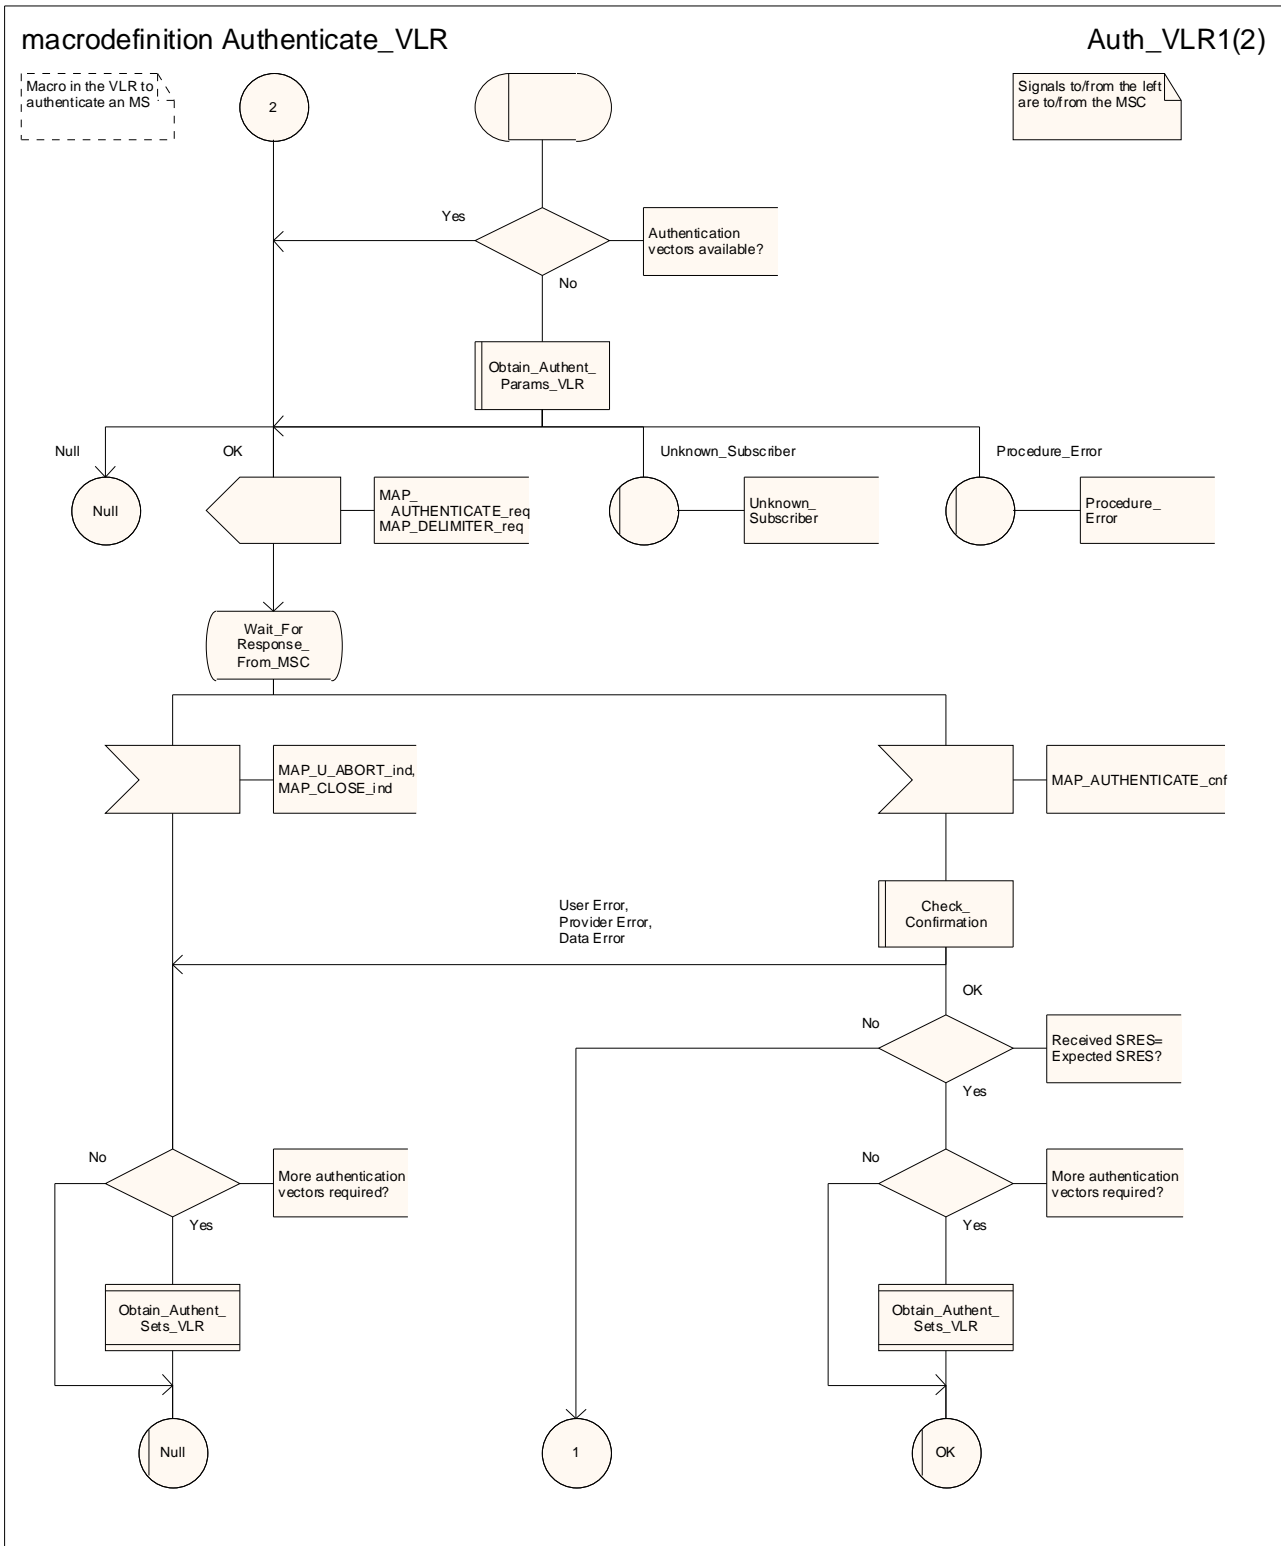 macrodefinition Authenticate_VLR
Auth_VLR1(2)
Macro in the VLR to
authenticate an MS
2
Signals to/from the left
are to/from the MSC
Yes
Authentication
vectors available?
No
Obtain_Authent_
Params_VLR
Null
OK
Unknown_Subscriber
Procedure_Error
Null
MAP_
AUTHENTICATE_req
MAP_DELIMITER_req
Unknown_
Subscriber
Procedure_
Error
Wait_For
Response_
From_MSC
MAP_U_ABORT_ind,
MAP_CLOSE_ind
MAP_AUTHENTICATE_cnf
User Error,
Provider Error,
Data Error
Check_
Confirmation
OK
No
Received SRES=
Expected SRES?
Yes
No
More authentication
vectors required?
Yes
No
More authentication
vectors required?
Yes
Obtain_Authent_
Sets_VLR
Obtain_Authent_
Sets_VLR
Null
1
OK